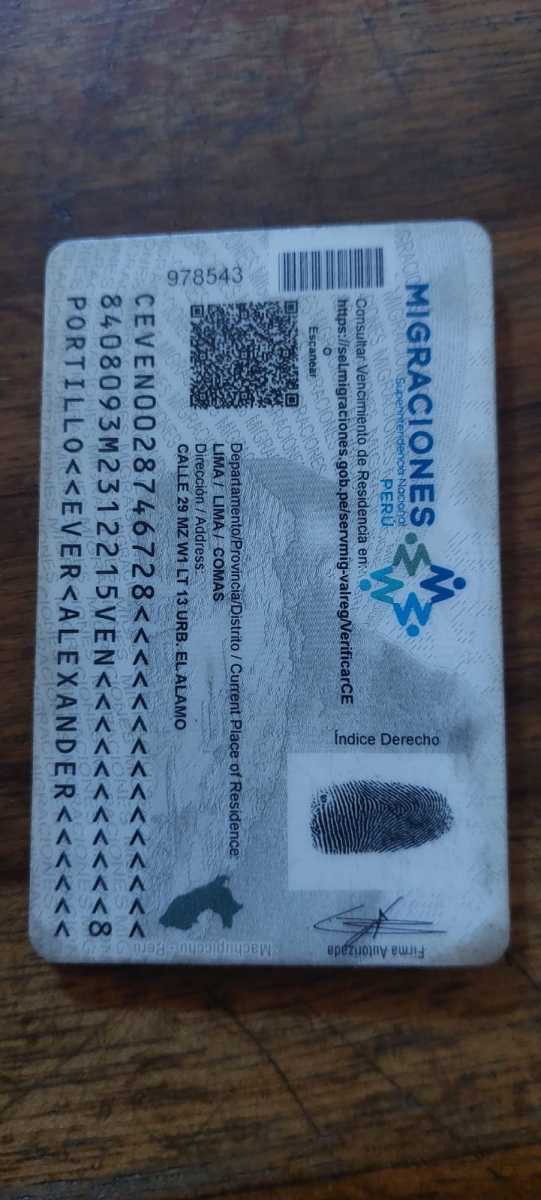 MIGRACIONES
Superintendencia Nacional
PERÚ
Consultar Vencimiento de Residencia en:
https://sel.migraciones.gob.pe/servmig-valreg/VerificarCE
o
Escanear
978543
Índice Derecho
Departamento/Provincia/Distrito / Current Place of Residence:
LIMA / LIMA / COMAS
Dirección / Address:
CALLE 29 MZ W1 LT 13 URB. EL ALAMO
Firma Autorizada
Machupicchu - Perú
CEVEN0028746728<<<<<<<<<<<<<<<
8408093M2312215VEN<<<<<<<<<<<8
PORTILLO<<EVER<ALEXANDER<<<<<<